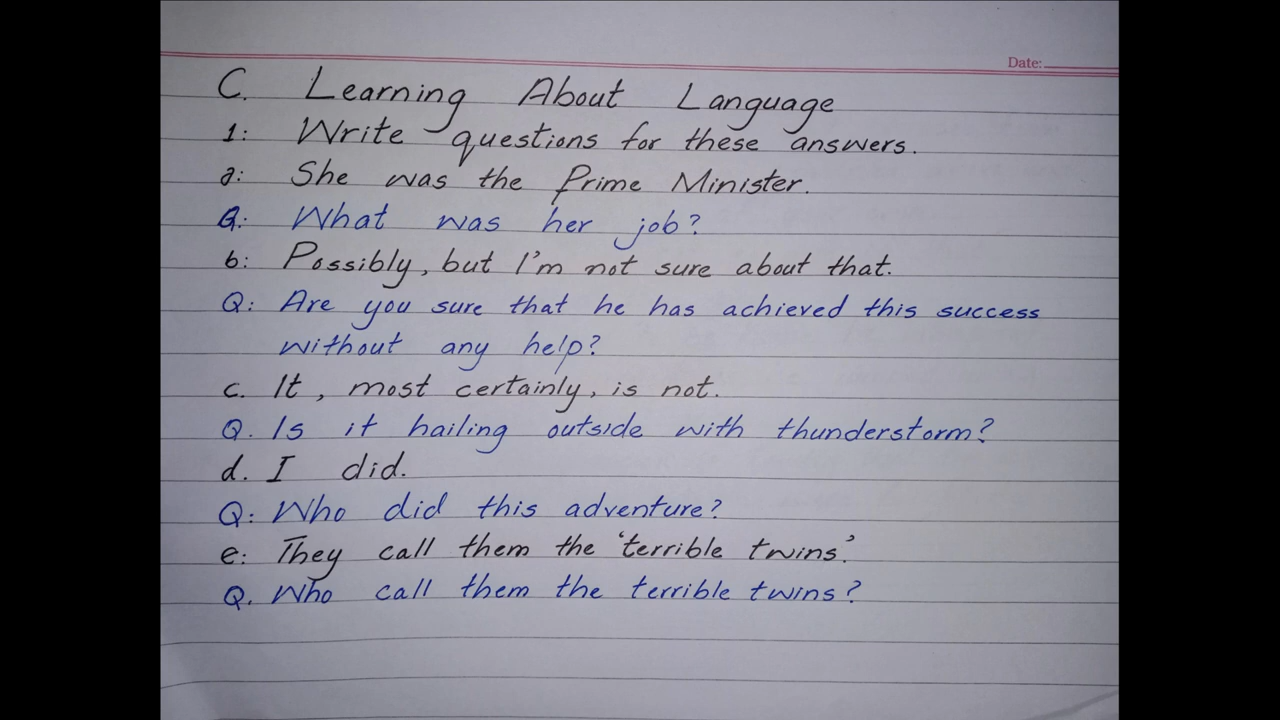 Date:
C. Learning About Language
1: Write questions for these answers.
a: She was the Prime Minister.
Q: What was her job?
b: Possibly, but I'm not sure about that.
Q: Are you sure that he has achieved this success
without any help?
c. It, most certainly, is not.
Q. Is it hailing outside with thunderstorm?
d. I did.
Q: Who did this adventure?
e: They call them the 'terrible twins'.
Q. Who call them the terrible twins?